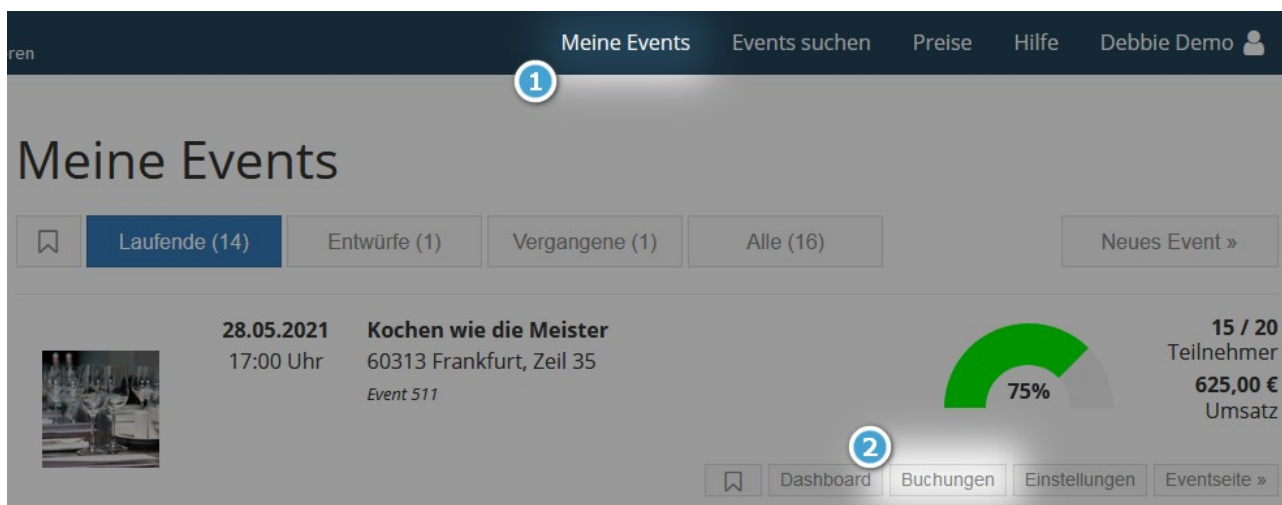 ren
Meine Events Events suchen Preise Hilfe Debbie Demo
1
Meine Events
Laufende (14) Entwürfe (1) Vergangene (1) Alle (16) Neues Event »
28.05.2021 Kochen wie die Meister 15 / 20
17:00 Uhr 60313 Frankfurt, Zeil 35 Teilnehmer
Event 511 75% 625,00 €
Umsatz
2
Dashboard Buchungen Einstellungen Eventseite »